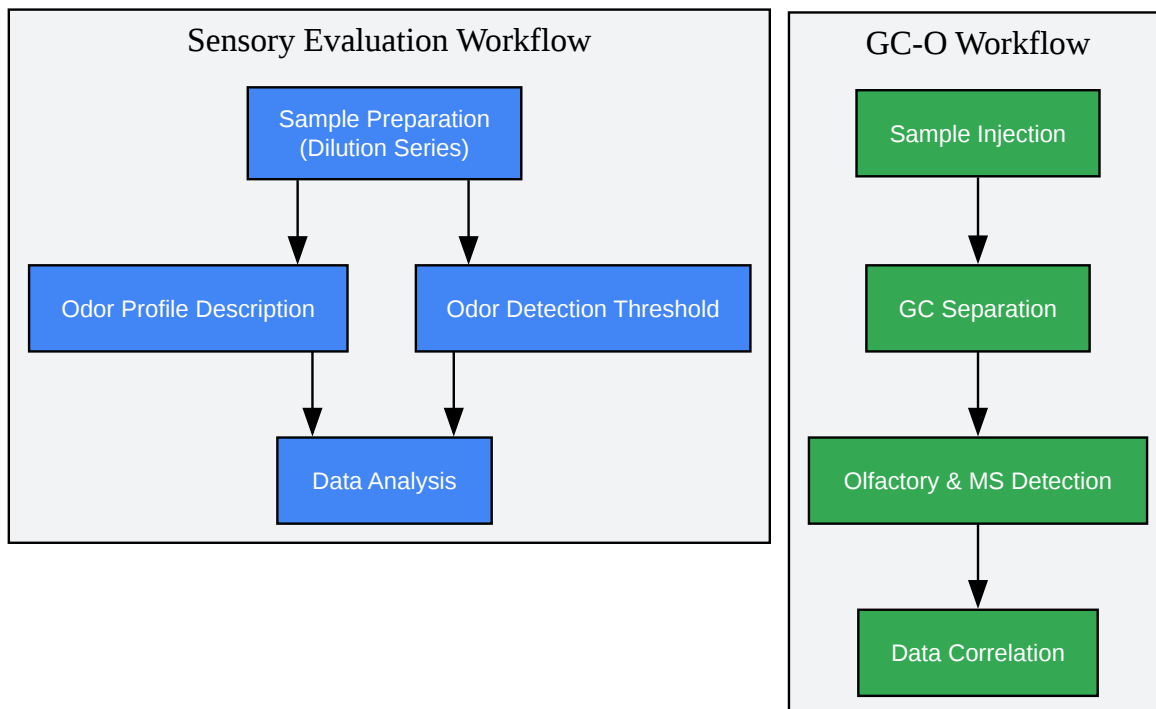 Sensory Evaluation Workflow
Sample Preparation
(Dilution Series)
Odor Profile Description
Odor Detection Threshold
Data Analysis
GC-O Workflow
Sample Injection
GC Separation
Olfactory & MS Detection
Data Correlation